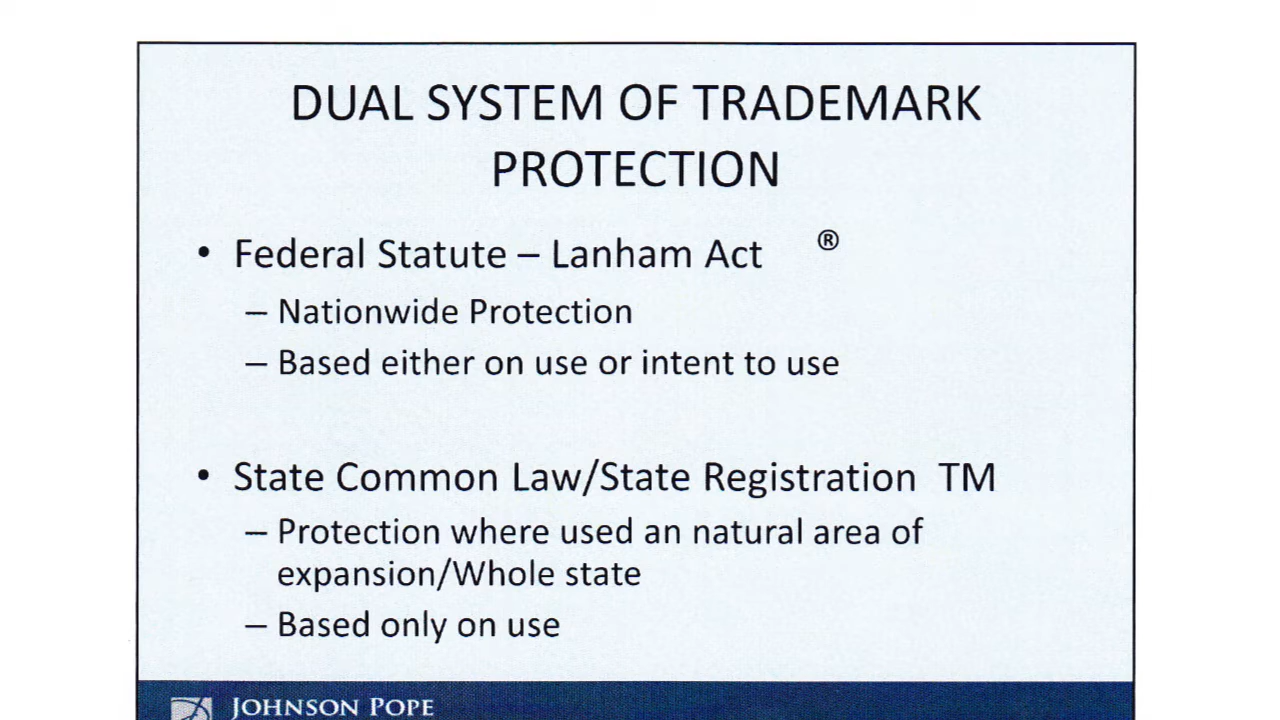 DUAL SYSTEM OF TRADEMARK
PROTECTION
• Federal Statute – Lanham Act ®
– Nationwide Protection
– Based either on use or intent to use
• State Common Law/State Registration TM
– Protection where used an natural area of
expansion/Whole state
– Based only on use
JOHNSON POPE